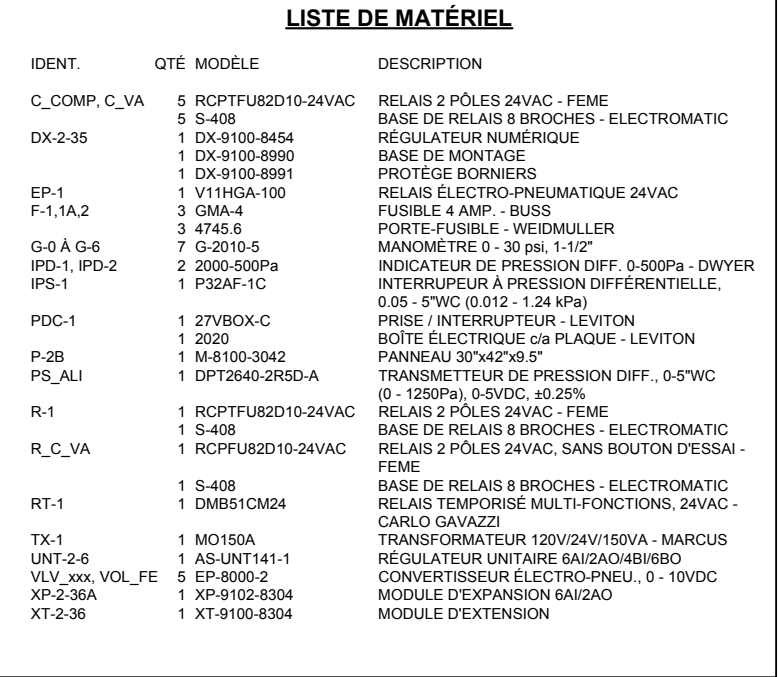 LISTE DE MATÉRIEL
IDENT. QTÉ MODÈLE DESCRIPTION
C_COMP, C_VA 5 RCPTFU82D10-24VAC RELAIS 2 PÔLES 24VAC - FEME
5 S-408 BASE DE RELAIS 8 BROCHES - ELECTROMATIC
DX-2-35 1 DX-9100-8454 RÉGULATEUR NUMÉRIQUE
1 DX-9100-8990 BASE DE MONTAGE
1 DX-9100-8991 PROTÈGE BORNIERS
EP-1 1 V11HGA-100 RELAIS ÉLECTRO-PNEUMATIQUE 24VAC
F-1,1A,2 3 GMA-4 FUSIBLE 4 AMP. - BUSS
3 4745.6 PORTE-FUSIBLE - WEIDMULLER
G-0 À G-6 7 G-2010-5 MANOMÈTRE 0 - 30 psi, 1-1/2"
IPD-1, IPD-2 2 2000-500Pa INDICATEUR DE PRESSION DIFF. 0-500Pa - DWYER
IPS-1 1 P32AF-1C INTERRUPEUR À PRESSION DIFFÉRENTIELLE,
0.05 - 5"WC (0.012 - 1.24 kPa)
PDC-1 1 27VBOX-C PRISE / INTERRUPTEUR - LEVITON
1 2020 BOÎTE ÉLECTRIQUE c/a PLAQUE - LEVITON
P-2B 1 M-8100-3042 PANNEAU 30"x42"x9.5"
PS_ALI 1 DPT2640-2R5D-A TRANSMETTEUR DE PRESSION DIFF., 0-5"WC
(0 - 1250Pa), 0-5VDC, ±0.25%
R-1 1 RCPTFU82D10-24VAC RELAIS 2 PÔLES 24VAC - FEME
1 S-408 BASE DE RELAIS 8 BROCHES - ELECTROMATIC
R_C_VA 1 RCPFU82D10-24VAC RELAIS 2 PÔLES 24VAC, SANS BOUTON D'ESSAI -
FEME
1 S-408 BASE DE RELAIS 8 BROCHES - ELECTROMATIC
RT-1 1 DMB51CM24 RELAIS TEMPORISÉ MULTI-FONCTIONS, 24VAC -
CARLO GAVAZZI
TX-1 1 MO150A TRANSFORMATEUR 120V/24V/150VA - MARCUS
UNT-2-6 1 AS-UNT141-1 RÉGULATEUR UNITAIRE 6AI/2AO/4BI/6BO
VLV_xxx, VOL_FE 5 EP-8000-2 CONVERTISSEUR ÉLECTRO-PNEU., 0 - 10VDC
XP-2-36A 1 XP-9102-8304 MODULE D'EXPANSION 6AI/2AO
XT-2-36 1 XT-9100-8304 MODULE D'EXTENSION